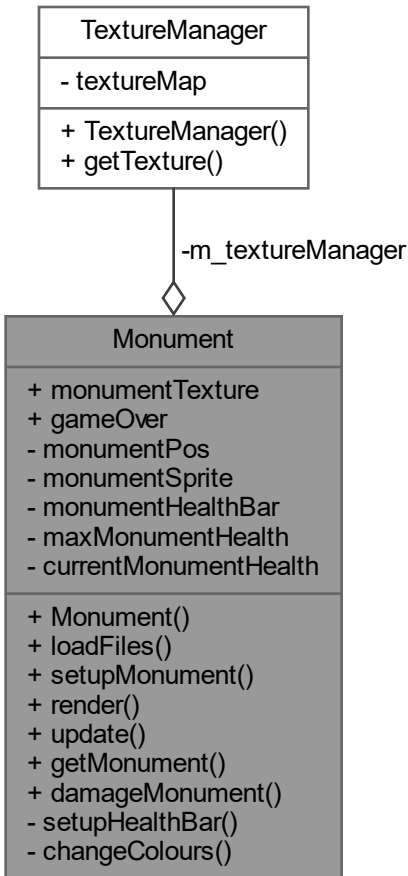 TextureManager
- textureMap
+ TextureManager()
+ getTexture()
-m_textureManager
Monument
+ monumentTexture
+ gameOver
- monumentPos
- monumentSprite
- monumentHealthBar
- maxMonumentHealth
- currentMonumentHealth
+ Monument()
+ loadFiles()
+ setupMonument()
+ render()
+ update()
+ getMonument()
+ damageMonument()
- setupHealthBar()
- changeColours()